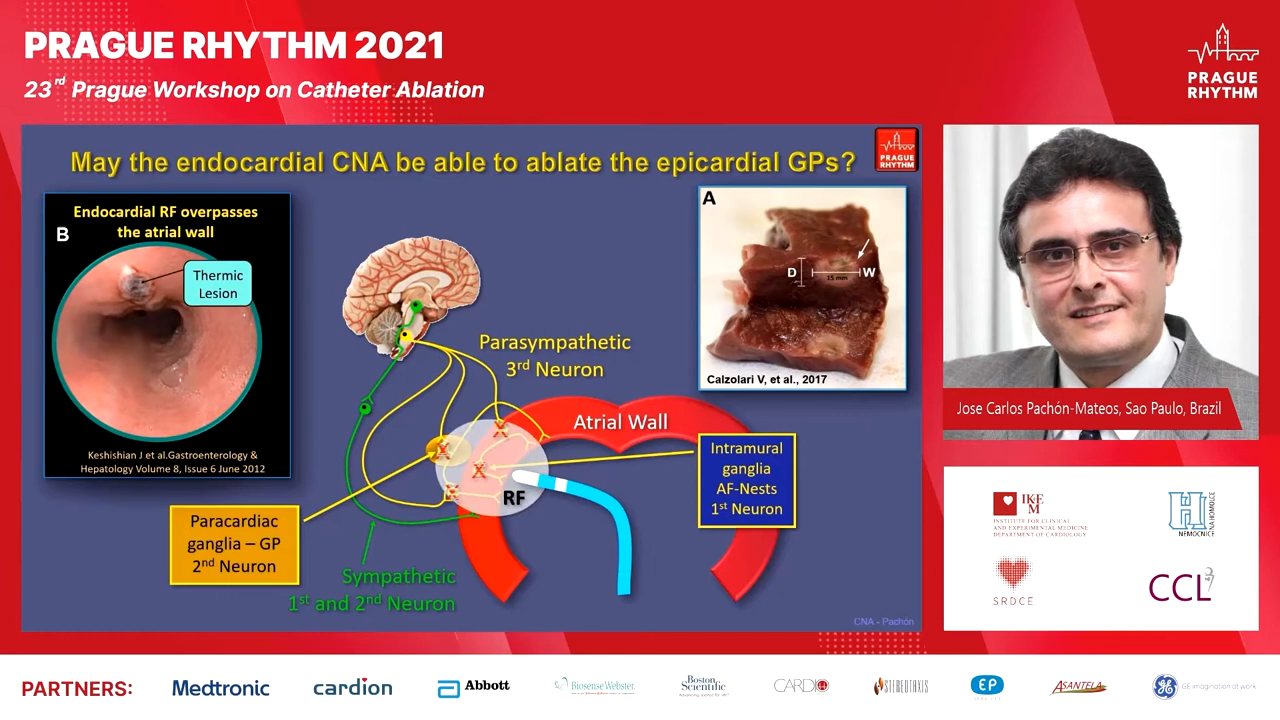 PRAGUE RHYTHM 2021
23rd Prague Workshop on Catheter Ablation
PRAGUE
RHYTHM
May the endocardial CNA be able to ablate the epicardial GPs?
PRAGUE
RHYTHM
Endocardial RF overpasses
the atrial wall
B
Thermic
Lesion
Keshishian J et al.Gastroenterology &
Hepatology Volume 8, Issue 6 June 2012
Parasympathetic
3rd Neuron
A
D
W
15 mm
Calzolari V, et al., 2017
Atrial Wall
X
X
X
X
RF
Intramural
ganglia
AF-Nests
1st Neuron
Paracardiac
ganglia – GP
2nd Neuron
Sympathetic
1st and 2nd Neuron
CNA - Pachón
Jose Carlos Pachón-Mateos, Sao Paulo, Brazil
IKE
M
INSTITUTE FOR CLINICAL
AND EXPERIMENTAL MEDICINE
DEPARTMENT OF CARDIOLOGY
H
NA HOMOLCE
NEMOCNICE
SRDCE
CCL
PARTNERS:
Medtronic
cardion
Abbott
Biosense Webster
Boston
Scientific
CARDIO
STEREOTAXIS
EP
ASANTELA
GE imagination at work